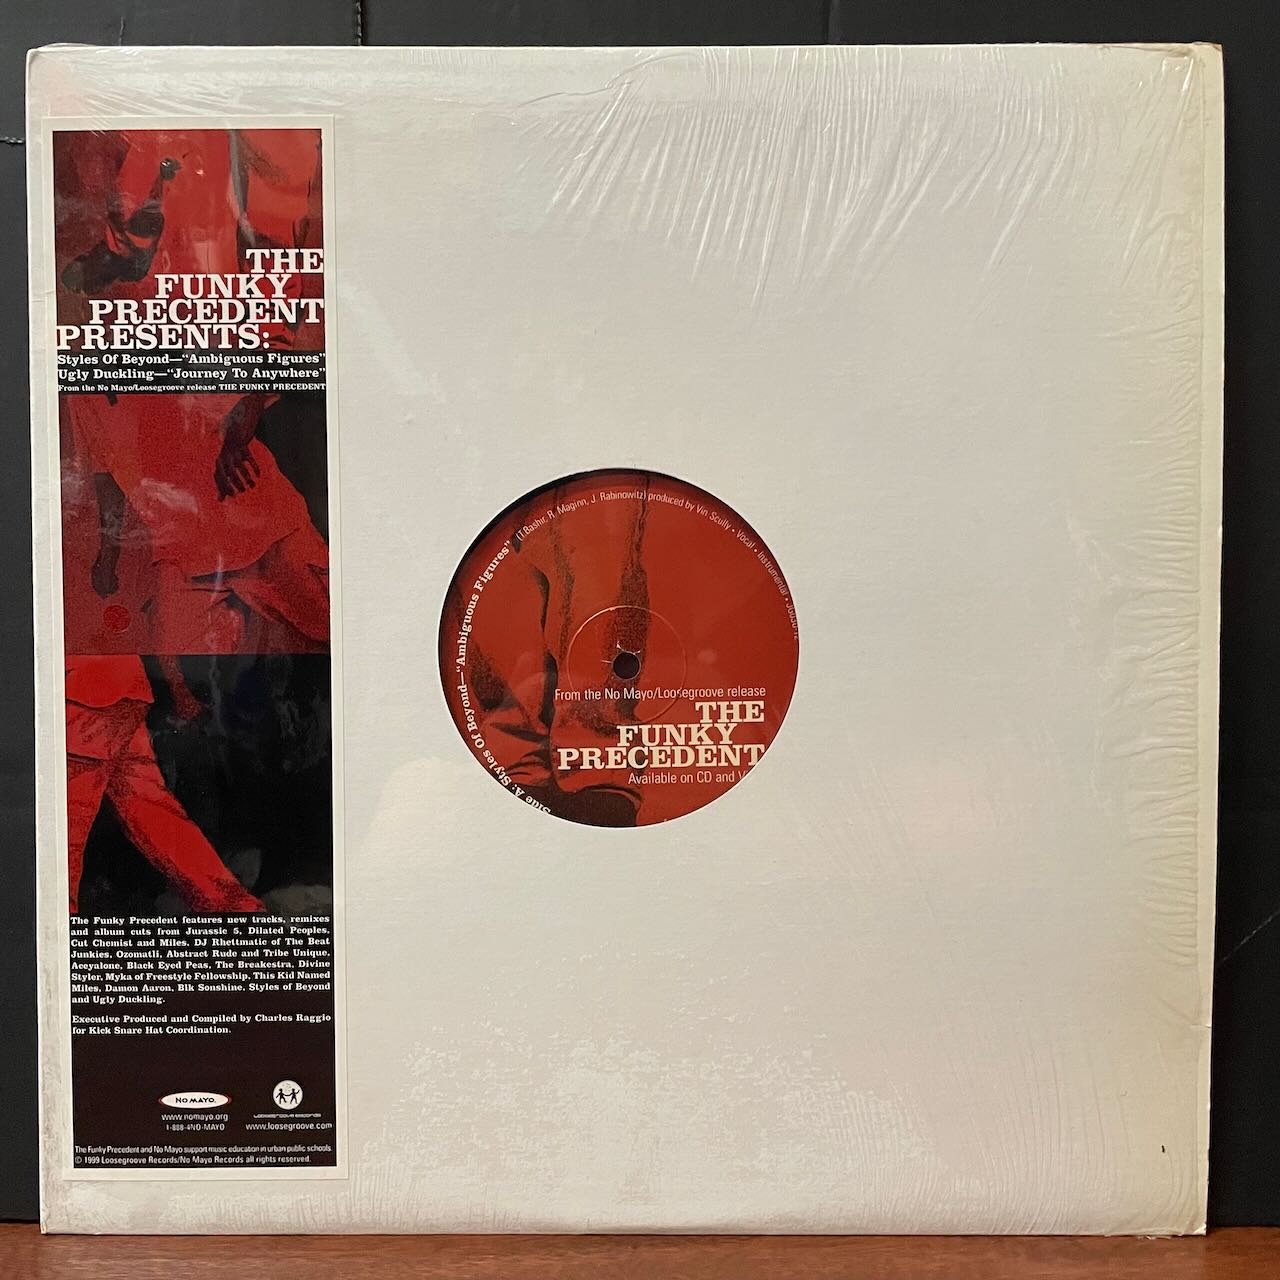 THE
FUNKY
PRECEDENT
PRESENTS:
Styles Of Beyond—“Ambiguous Figures”
Ugly Duckling—“Journey To Anywhere”
From the No Mayo/Loosegroove release THE FUNKY PRECEDENT
The Funky Precedent features new tracks, remixes
and album cuts from Jurassic 5, Dilated Peoples,
Cut Chemist and Miles, DJ Rhettmatic of The Beat
Junkies, Ozomatli, Abstract Rude and Tribe Unique,
Aceyalone, Black Eyed Peas, The Breakestra, Divine
Styler, Myka of Freestyle Fellowship, This Kid Named
Miles, Damon Aaron, Blk Sonshine, Styles of Beyond
and Ugly Duckling.
Executive Produced and Compiled by Charles Raggio
for Kick Snare Hat Coordination.
NO MAYO.
www.nomayo.org
1-888-4NO-MAYO
loosegroove records
www.loosegroove.com
The Funky Precedent and No Mayo support music education in urban public schools.
© 1999 Loosegroove Records/No Mayo Records all rights reserved.
Side A: Styles Of Beyond—“Ambiguous Figures” (T.Bashir, R. Maginn, J. Rabinowitz) produced by Vin Scully • Vocal • Instrumental •
From the No Mayo/Loosegroove release
THE
FUNKY
PRECEDENT
Available on CD and